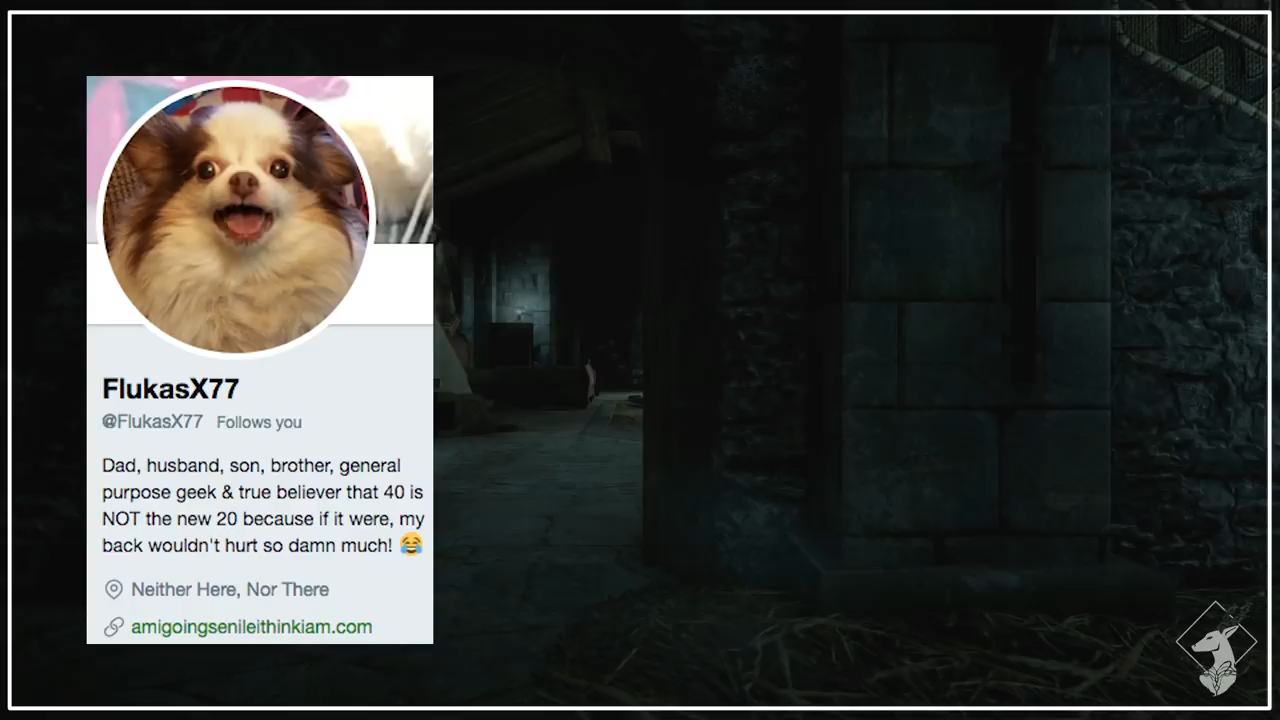 FlukasX77
@FlukasX77 Follows you
Dad, husband, son, brother, general
purpose geek & true believer that 40 is
NOT the new 20 because if it were, my
back wouldn't hurt so damn much! 😂
Neither Here, Nor There
amigoingsenileithinkiam.com